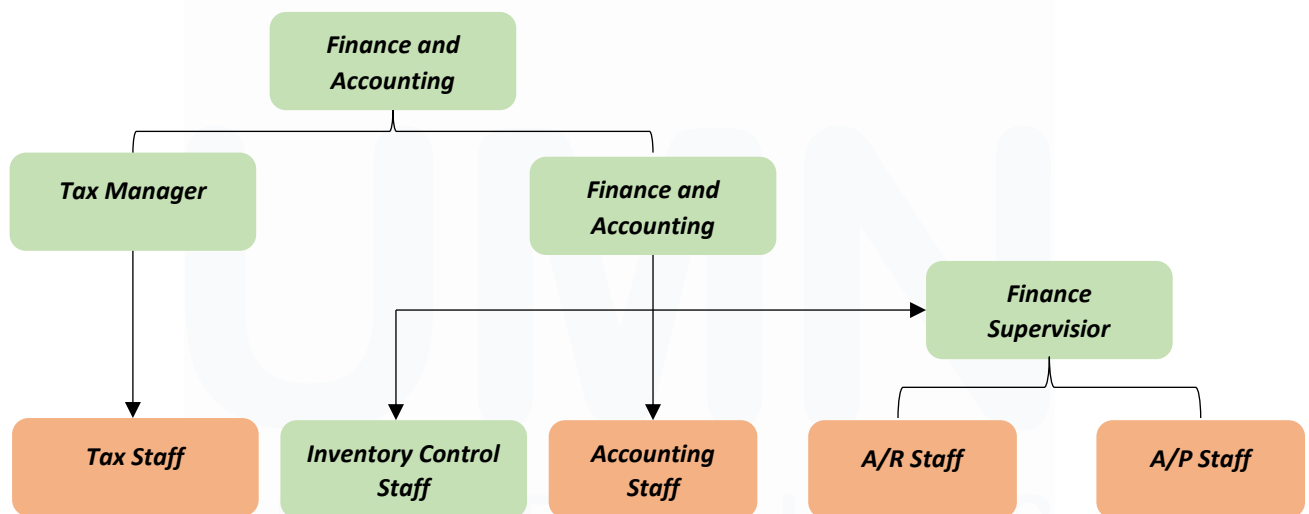 Finance and
Accounting
Tax Manager
Finance and
Accounting
Finance
Supervisior
Tax Staff
Inventory Control
Staff
Accounting
Staff
A/R Staff
A/P Staff
UMN